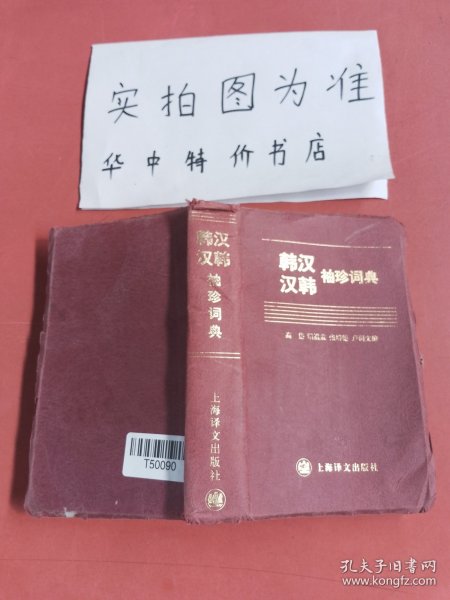 实拍图为准
华中特价书店
韩汉
汉韩
袖珍词典
上海译文出版社
韩汉
汉韩
袖珍词典
上海译文出版社
T50090
孔夫子旧书网
www.kongfz.com